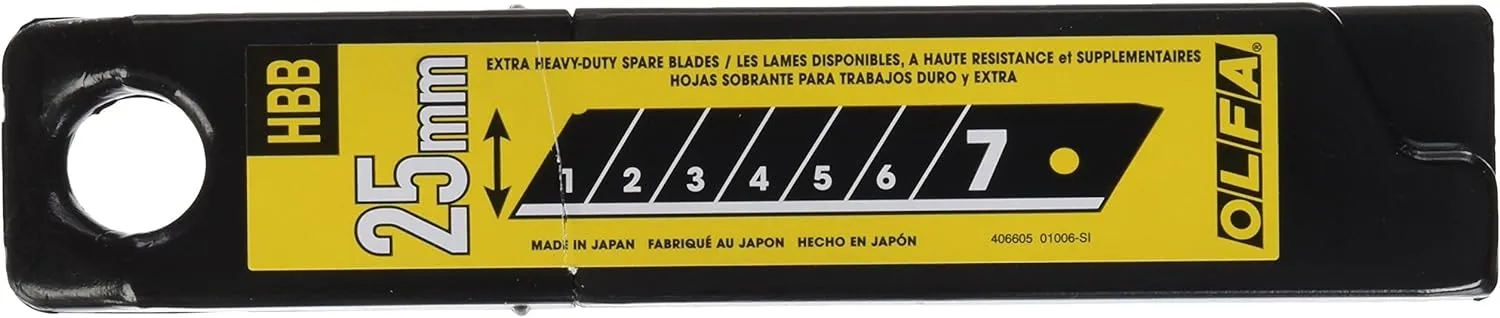 HBB
25mm
EXTRA HEAVY-DUTY SPARE BLADES / LES LAMES DISPONIBLES, A HAUTE RESISTANCE et SUPPLEMENTAIRES
HOJAS SOBRANTE PARA TRABAJOS DURO y EXTRA
1 2 3 4 5 6 7
MADE IN JAPAN FABRIQUÉ AU JAPON HECHO EN JAPÓN
406605 01006-SI
OLFA®